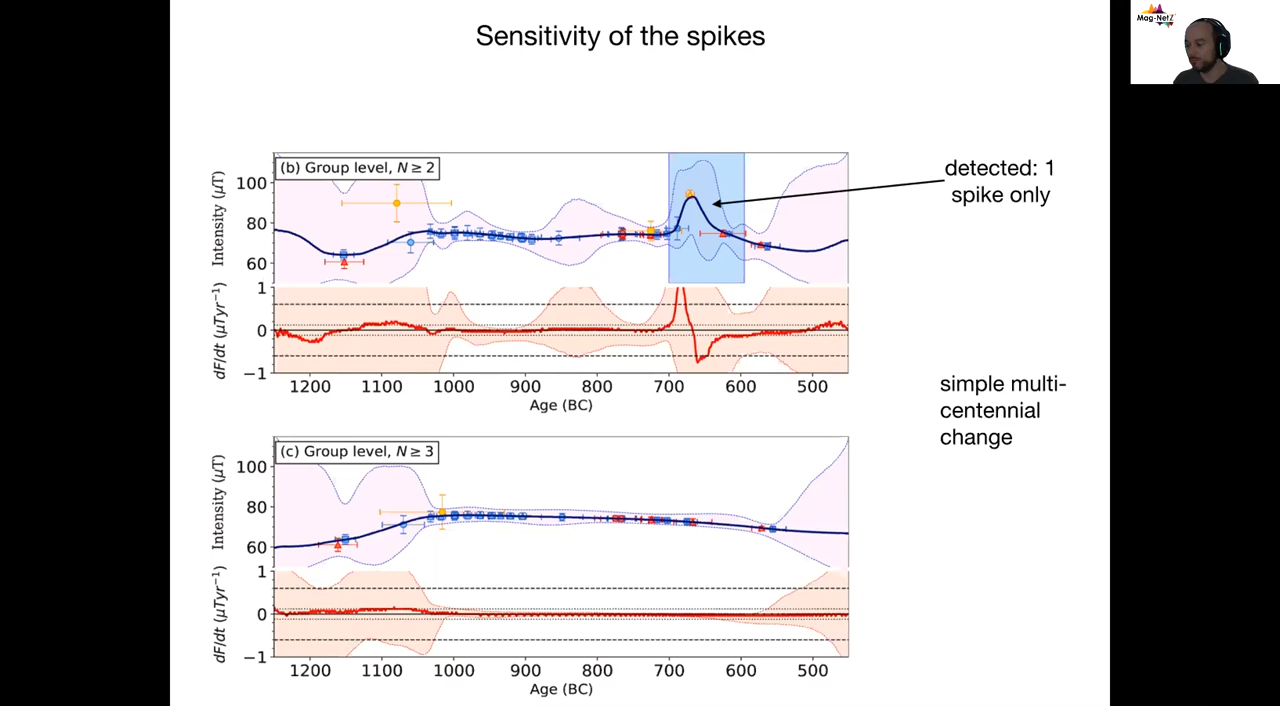 Sensitivity of the spikes
Mag-NetZ
(b) Group level, N ≥ 2
Intensity (μT)
100
80
60
detected: 1
spike only
dF/dt (μTyr⁻¹)
1
0
−1
1200 1100 1000 900 800 700 600 500
Age (BC)
simple multi-
centennial
change
(c) Group level, N ≥ 3
Intensity (μT)
100
80
60
dF/dt (μTyr⁻¹)
1
0
−1
1200 1100 1000 900 800 700 600 500
Age (BC)